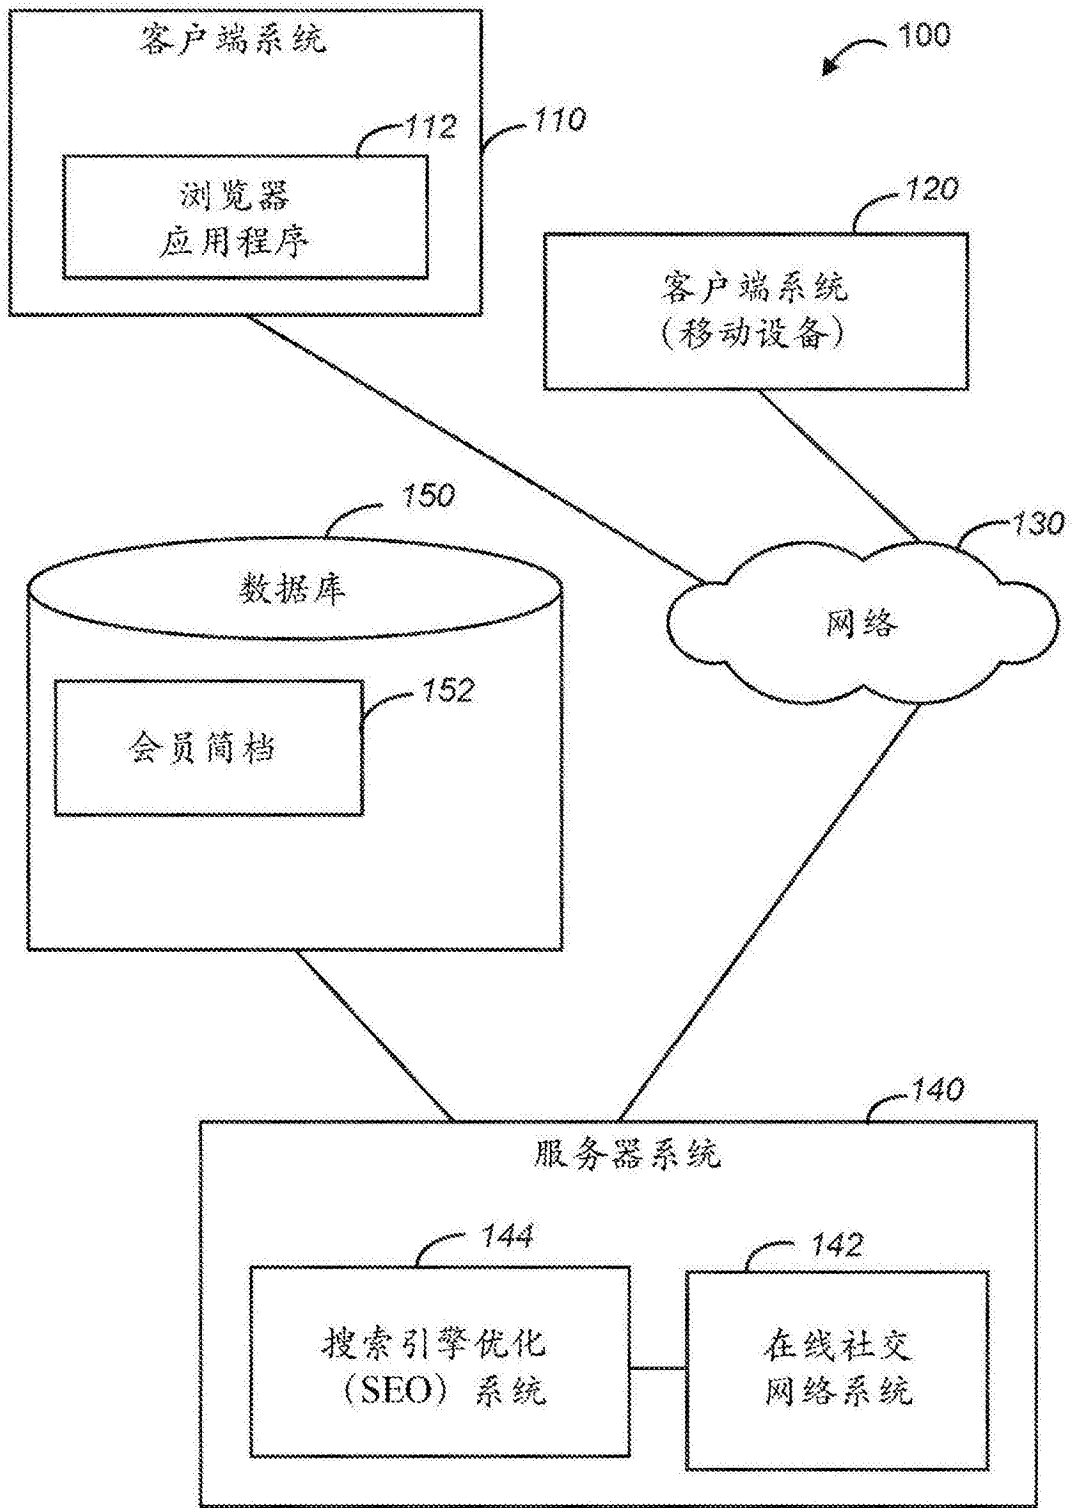 客户端系统
100
112
110
浏览器
应用程序
120
客户端系统
(移动设备)
150
130
数据库
网络
152
会员简档
140
服务器系统
144
142
搜索引擎优化
(SEO) 系统
在线社交
网络系统